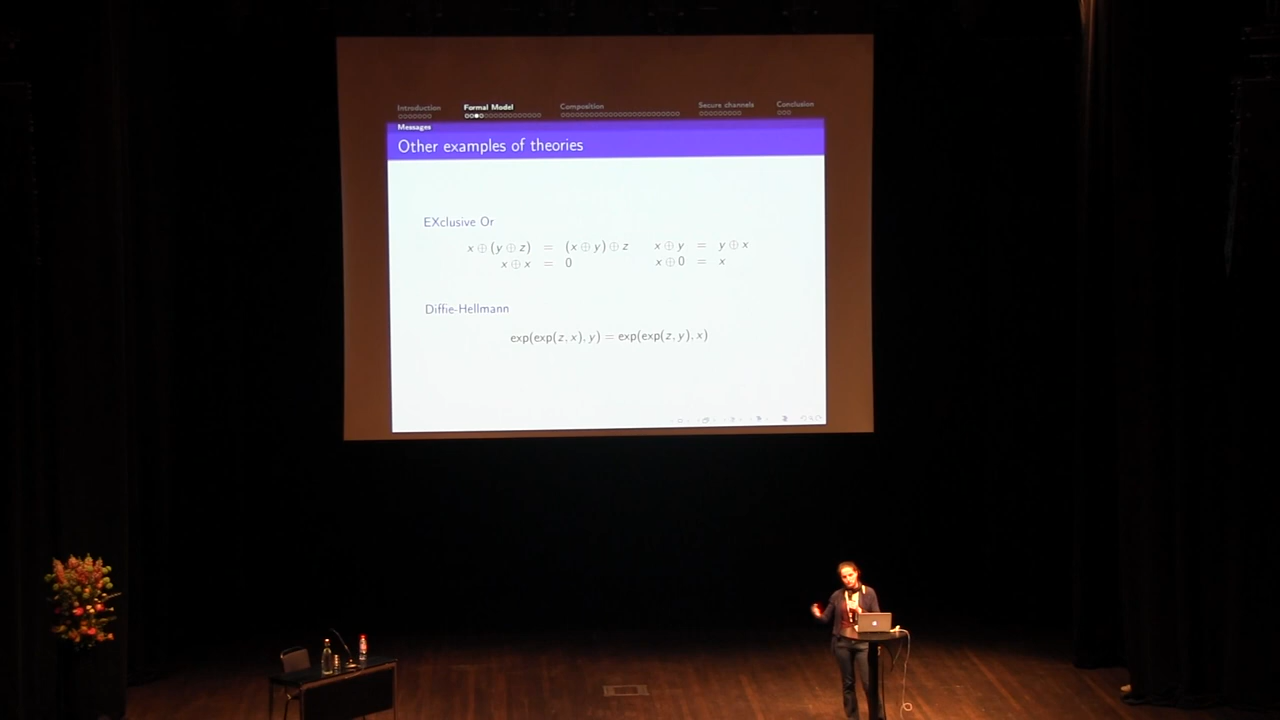 Introduction Formal Model Composition Secure channels Conclusion
Messages
Other examples of theories
EXclusive Or
x ⊕ (y ⊕ z) = (x ⊕ y) ⊕ z x ⊕ y = y ⊕ x
x ⊕ x = 0 x ⊕ 0 = x
Diffie-Hellmann
exp(exp(z, x), y) = exp(exp(z, y), x)